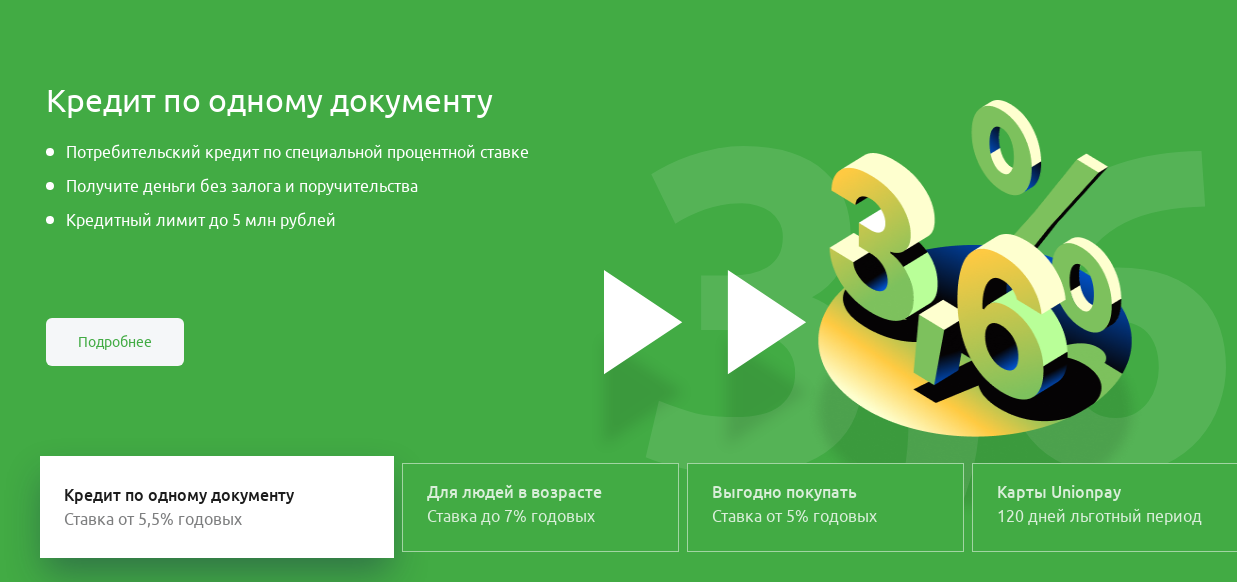 Кредит по одному документу
Потребительский кредит по специальной процентной ставке
Получите деньги без залога и поручительства
Кредитный лимит до 5 млн рублей
3,6
3,6%
Подробнее
Кредит по одному документу
Ставка от 5,5% годовых
Для людей в возрасте
Ставка до 7% годовых
Выгодно покупать
Ставка от 5% годовых
Карты Unionpay
120 дней льготный период